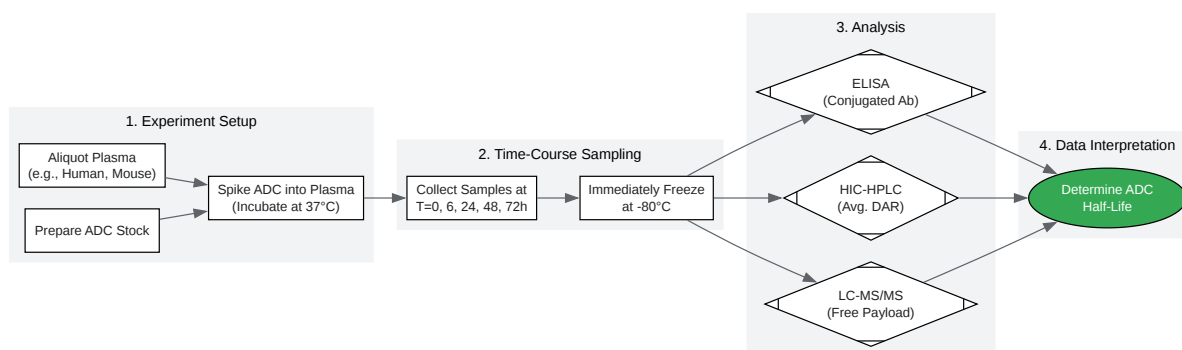 1. Experiment Setup
Aliquot Plasma
(e.g., Human, Mouse)
Prepare ADC Stock
Spike ADC into Plasma
(Incubate at 37°C)
2. Time-Course Sampling
Collect Samples at
T=0, 6, 24, 48, 72h
Immediately Freeze
at -80°C
3. Analysis
ELISA
(Conjugated Ab)
HIC-HPLC
(Avg. DAR)
LC-MS/MS
(Free Payload)
4. Data Interpretation
Determine ADC
Half-Life